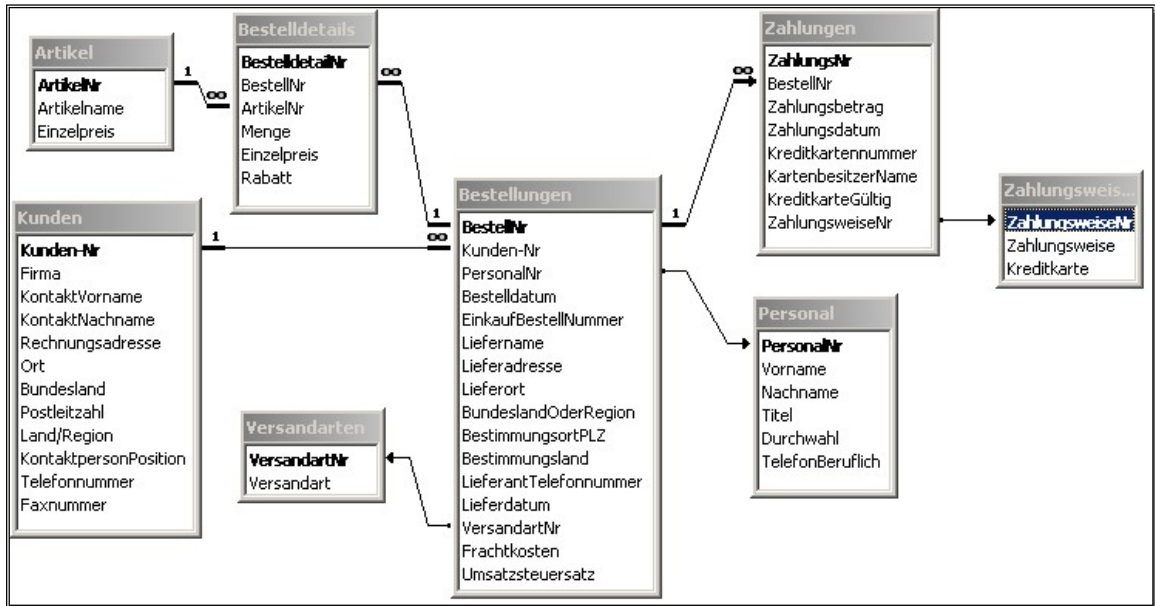 Artikel
ArtikelNr
Artikelname
Einzelpreis
1
∞
Bestelldetails
BestelldetailNr
BestellNr
ArtikelNr
Menge
Einzelpreis
Rabatt
∞
1
Kunden
Kunden-Nr
Firma
KontaktVorname
KontaktNachname
Rechnungsadresse
Ort
Bundesland
Postleitzahl
Land/Region
KontaktpersonPosition
Telefonnummer
Faxnummer
1
∞
Versandarten
VersandartNr
Versandart
Bestellungen
BestellNr
Kunden-Nr
PersonalNr
Bestelldatum
EinkaufBestellNummer
Liefername
Lieferadresse
Lieferort
BundeslandOderRegion
BestimmungsortPLZ
Bestimmungsland
LieferantTelefonnummer
Lieferdatum
VersandartNr
Frachtkosten
Umsatzsteuersatz
1
∞
Zahlungen
ZahlungsNr
BestellNr
Zahlungsbetrag
Zahlungsdatum
Kreditkartennummer
KartenbesitzerName
KreditkarteGültig
ZahlungsweiseNr
Zahlungsweis...
ZahlungsweiseNr
Zahlungsweise
Kreditkarte
Personal
PersonalNr
Vorname
Nachname
Titel
Durchwahl
TelefonBeruflich